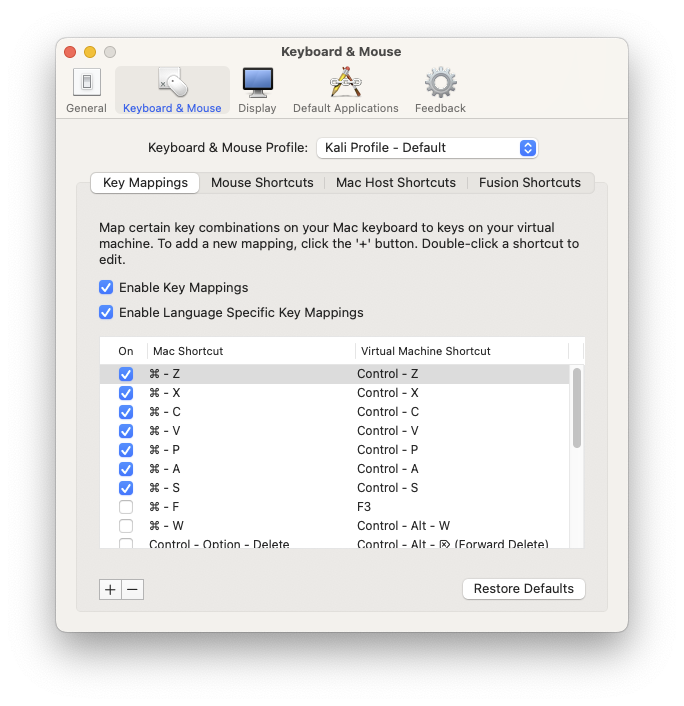 Keyboard & Mouse
General
Keyboard & Mouse
Display
Default Applications
Feedback
Keyboard & Mouse Profile: Kali Profile - Default
Key Mappings
Mouse Shortcuts
Mac Host Shortcuts
Fusion Shortcuts
Map certain key combinations on your Mac keyboard to keys on your virtual
machine. To add a new mapping, click the '+' button. Double-click a shortcut to
edit.
Enable Key Mappings
Enable Language Specific Key Mappings
On Mac Shortcut Virtual Machine Shortcut
⌘ - Z Control - Z
⌘ - X Control - X
⌘ - C Control - C
⌘ - V Control - V
⌘ - P Control - P
⌘ - A Control - A
⌘ - S Control - S
⌘ - F F3
⌘ - W Control - Alt - W
Control - Option - Delete Control - Alt - ⌦ (Forward Delete)
+ −
Restore Defaults